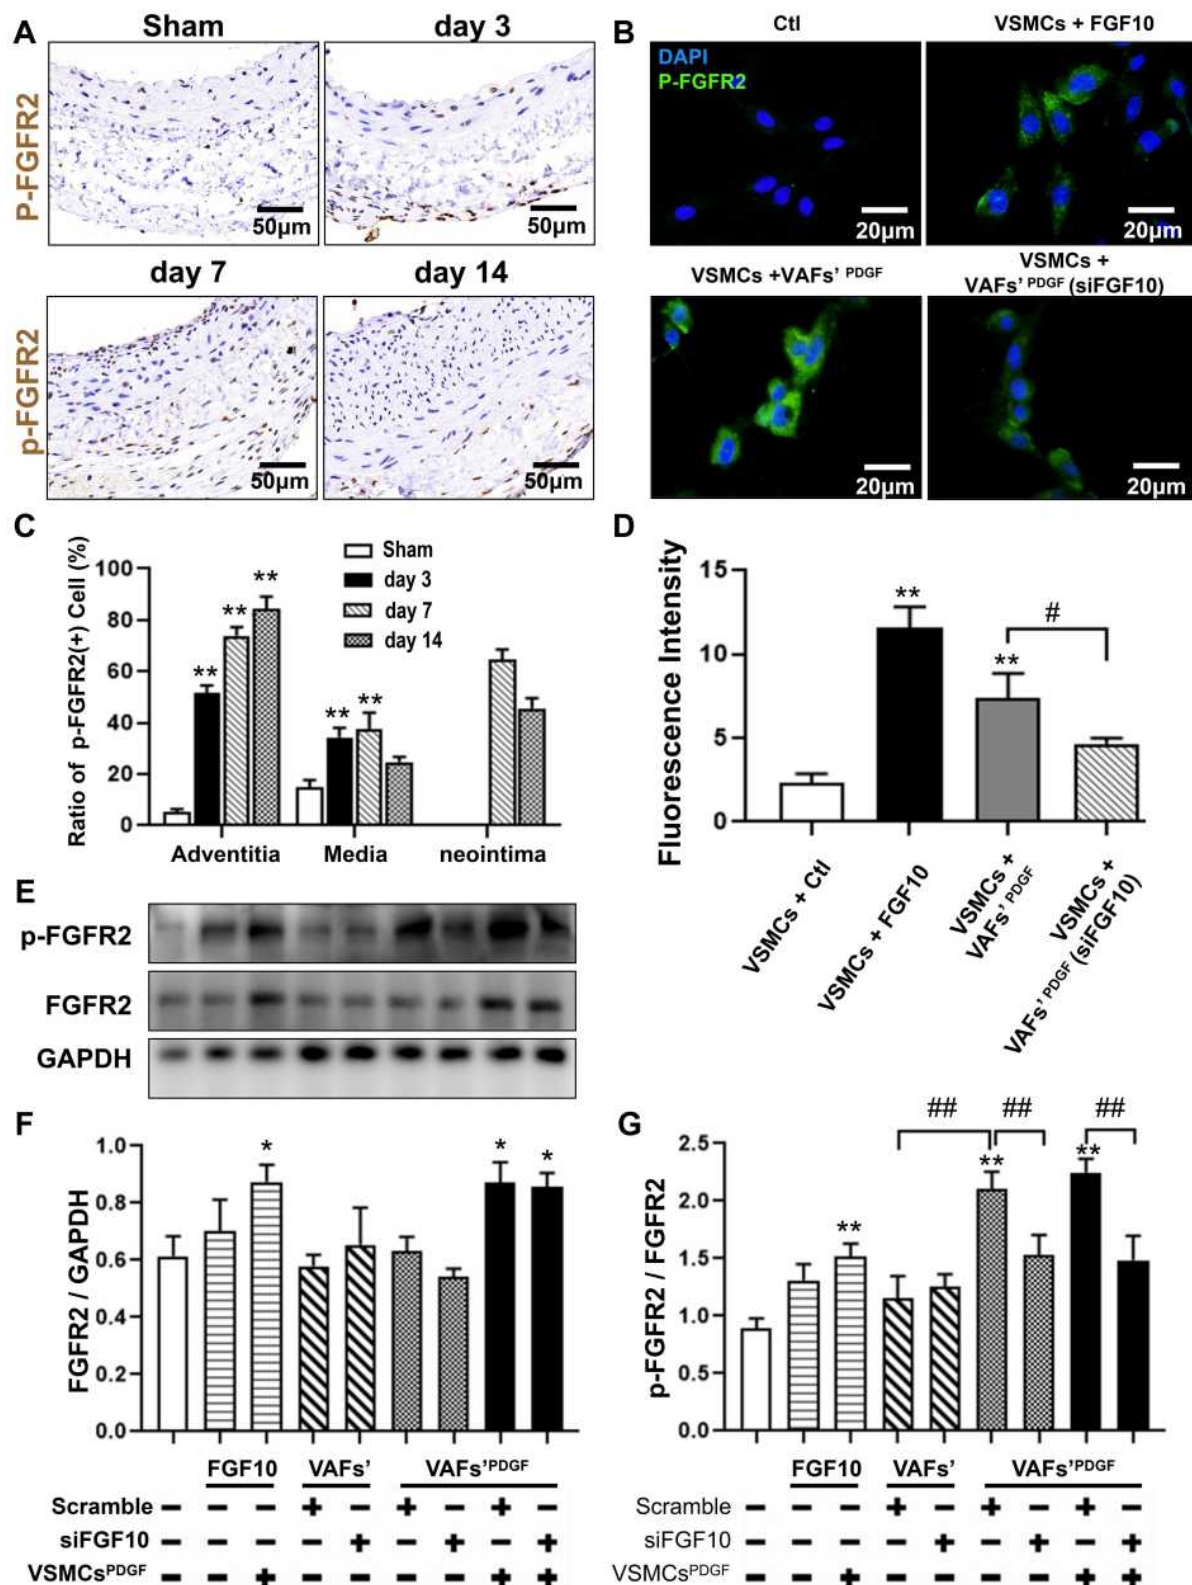 A
Sham
day 3
P-FGFR2
50µm
50µm
day 7
day 14
p-FGFR2
50µm
50µm
B
Ctl
VSMCs + FGF10
DAPI
P-FGFR2
20µm
20µm
VSMCs +VAFs' PDGF
VSMCs +
VAFs' PDGF (siFGF10)
20µm
20µm
C
Ratio of p-FGFR2(+) Cell (%)
100
80
60
40
20
0
Sham
day 3
day 7
day 14
** ** **
** **
Adventitia Media neointima
D
Fluorescence Intensity
15
10
5
0
**
**
#
VSMCs + Ctl
VSMCs + FGF10
VSMCs +
VAFs' PDGF
VSMCs +
VAFs' PDGF (siFGF10)
E
p-FGFR2
FGFR2
GAPDH
F
FGFR2 / GAPDH
1.0
0.8
0.6
0.4
0.2
0.0
* * *
FGF10 VAFs' VAFs'PDGF
Scramble − − − + − + − + −
siFGF10 − − − − + − + − +
VSMCsPDGF − − + − − − − + +
G
p-FGFR2 / FGFR2
2.5
2.0
1.5
1.0
0.5
0.0
## ## ##
** ** **
FGF10 VAFs' VAFs'PDGF
Scramble − − − + − + − + −
siFGF10 − − − − + − + − +
VSMCsPDGF − − + − − − − + +